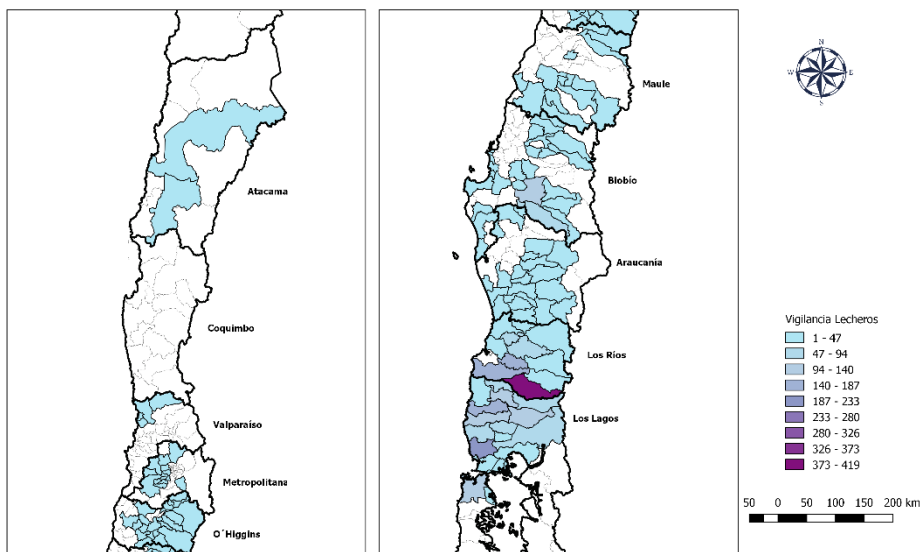 Atacama
Coquimbo
Valparaíso
Metropolitana
O´Higgins
Maule
Bìobío
Araucanía
Los Ríos
Los Lagos
N
W
E
S
Vigilancia Lecheros
1 - 47
47 - 94
94 - 140
140 - 187
187 - 233
233 - 280
280 - 326
326 - 373
373 - 419
50 0 50 100 150 200 km